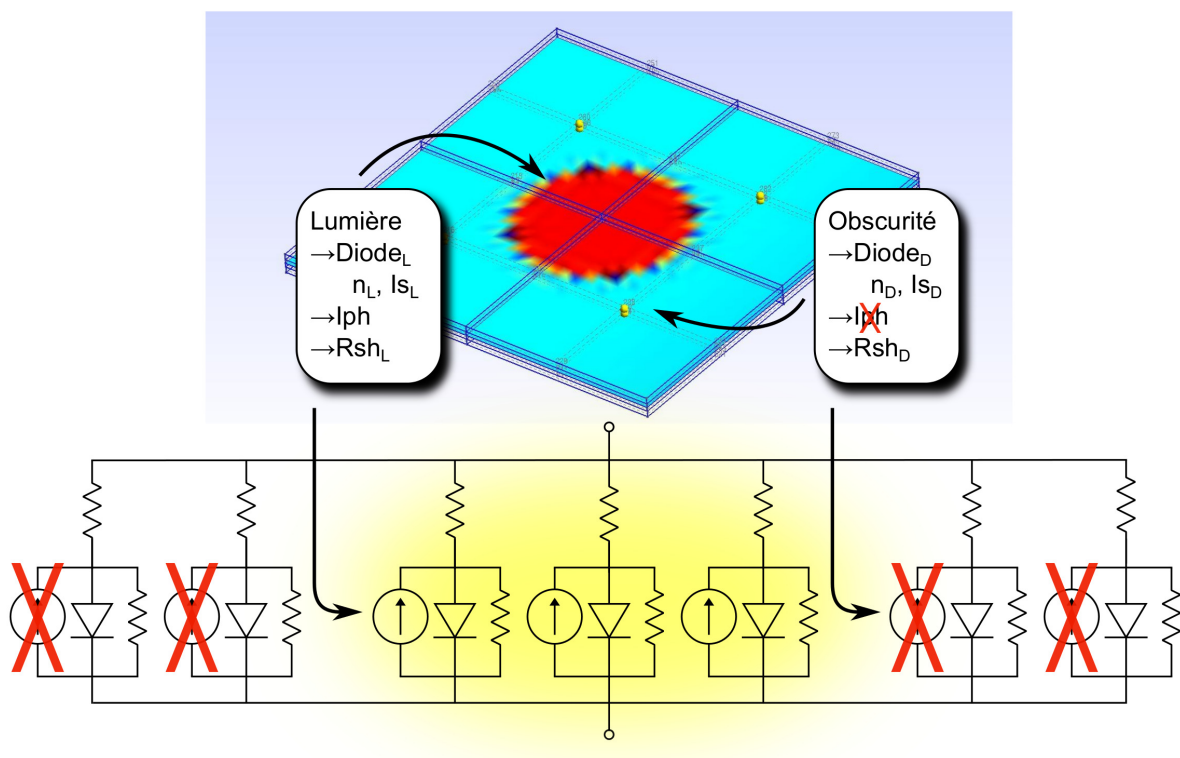 Lumière
→DiodeL
nL, IsL
→Iph
→RshL
Obscurité
→DiodeD
nD, IsD
→Iph
→RshD